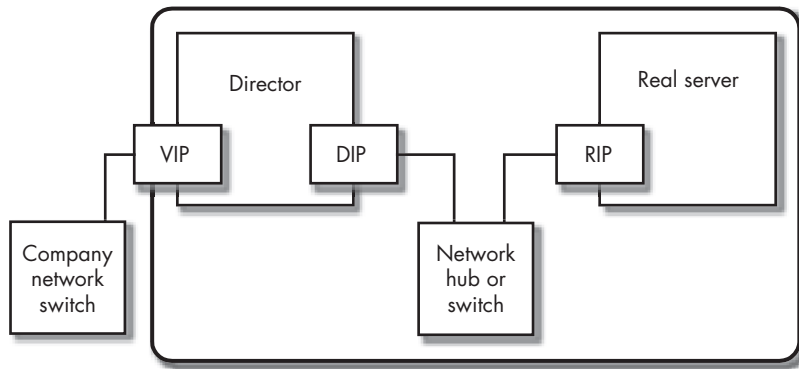 Director
Real server
VIP
DIP
RIP
Company
network
switch
Network
hub or
switch